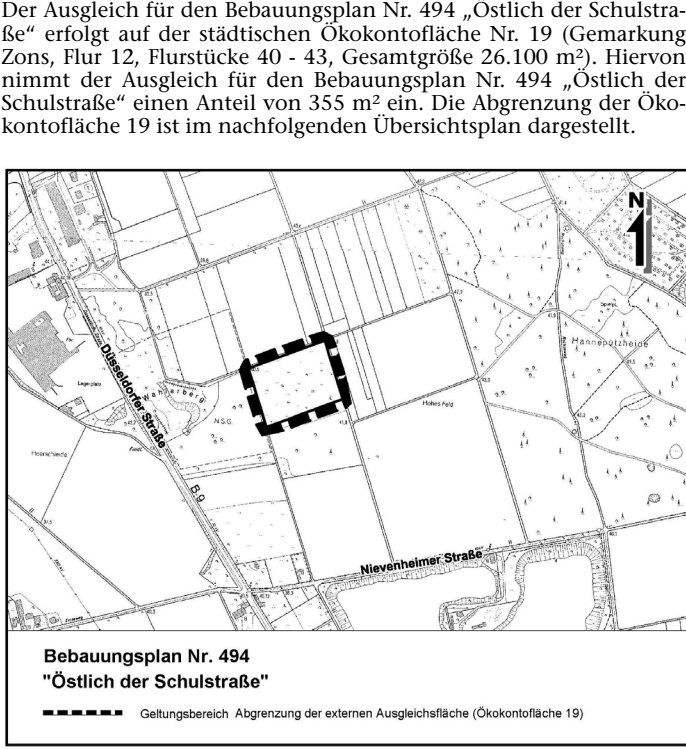 Der Ausgleich für den Bebauungsplan Nr. 494 „Östlich der Schulstra-
ße“ erfolgt auf der städtischen Ökokontofläche Nr. 19 (Gemarkung
Zons, Flur 12, Flurstücke 40 - 43, Gesamtgröße 26.100 m²). Hiervon
nimmt der Ausgleich für den Bebauungsplan Nr. 494 „Östlich der
Schulstraße“ einen Anteil von 355 m² ein. Die Abgrenzung der Öko-
kontofläche 19 ist im nachfolgenden Übersichtsplan dargestellt.
N
Hannepützheide
Düsseldorfer Straße
Lagerplatz
Wahlerberg
Hohes Feld
N.S.G.
B 9
Nievenheimer Straße
Bebauungsplan Nr. 494
"Östlich der Schulstraße"
Geltungsbereich Abgrenzung der externen Ausgleichsfläche (Ökokontofläche 19)